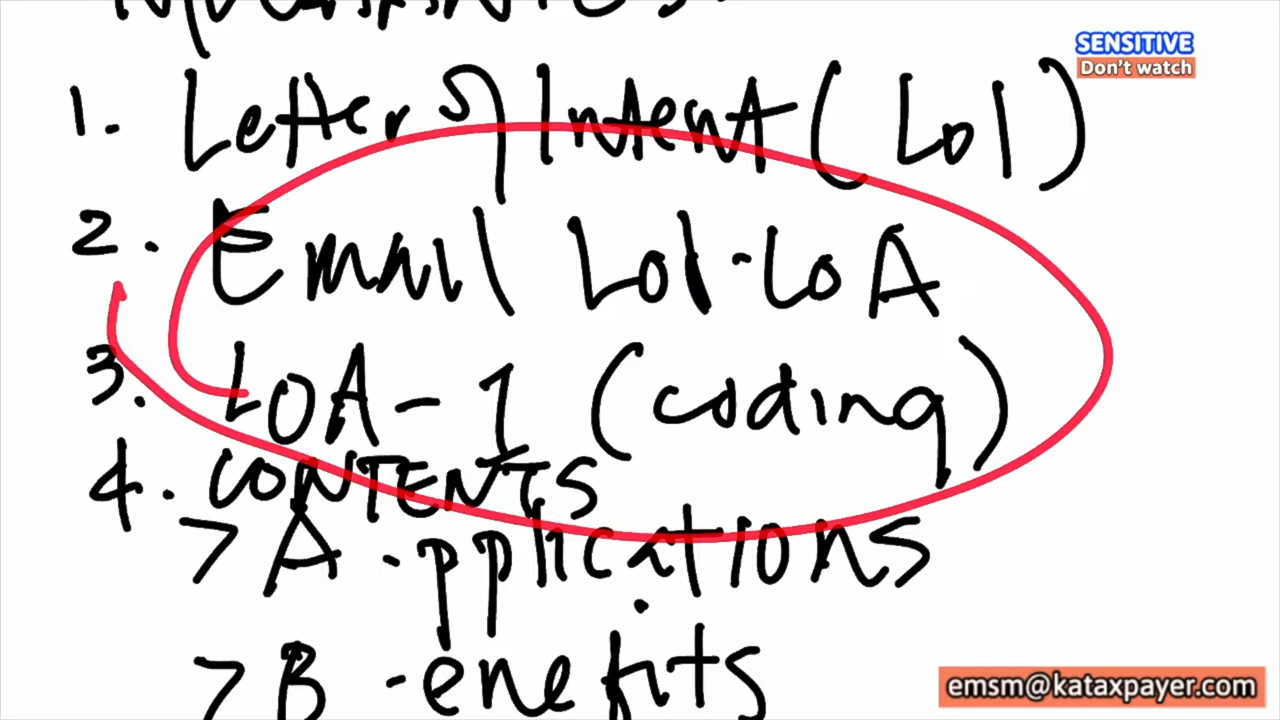 SENSITIVE
Don't watch
1. Letter of Intent (LoI)
2. Email LoI-LoA
3. LOA-1 (coding)
4. CONTENTS
> A-pplications
> B-enefits
emsm@kataxpayer.com